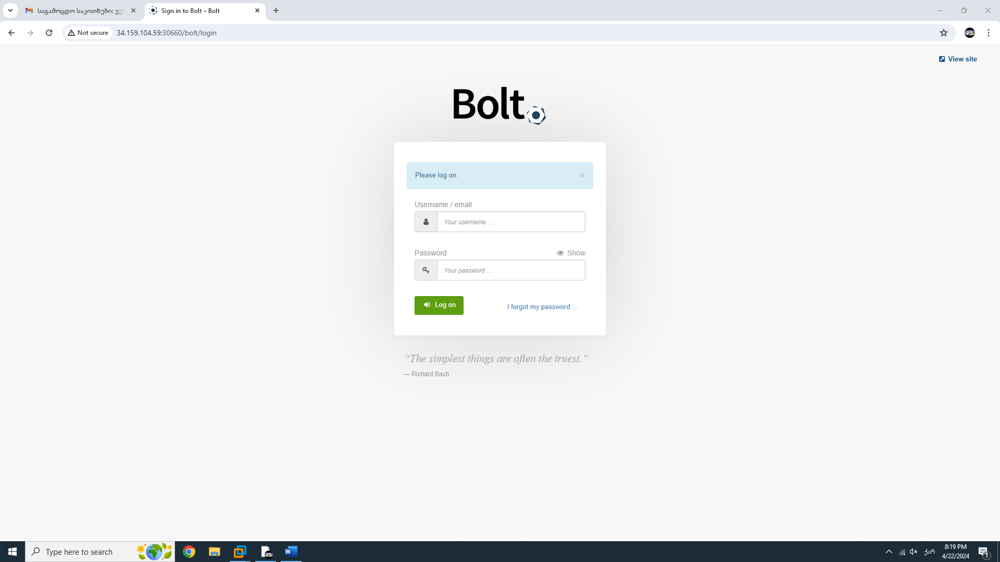 საგამოცდო საკითხები: ვებ
Sign in to Bolt – Bolt
Not secure
34.159.104.59:30660/bolt/login
View site
Bolt
Please log on.
Username / email
Your username …
Password
Show
Your password …
Log on
I forgot my password …
“The simplest things are often the truest.”
— Richard Bach
Type here to search
ქარ
8:19 PM
4/22/2024
1